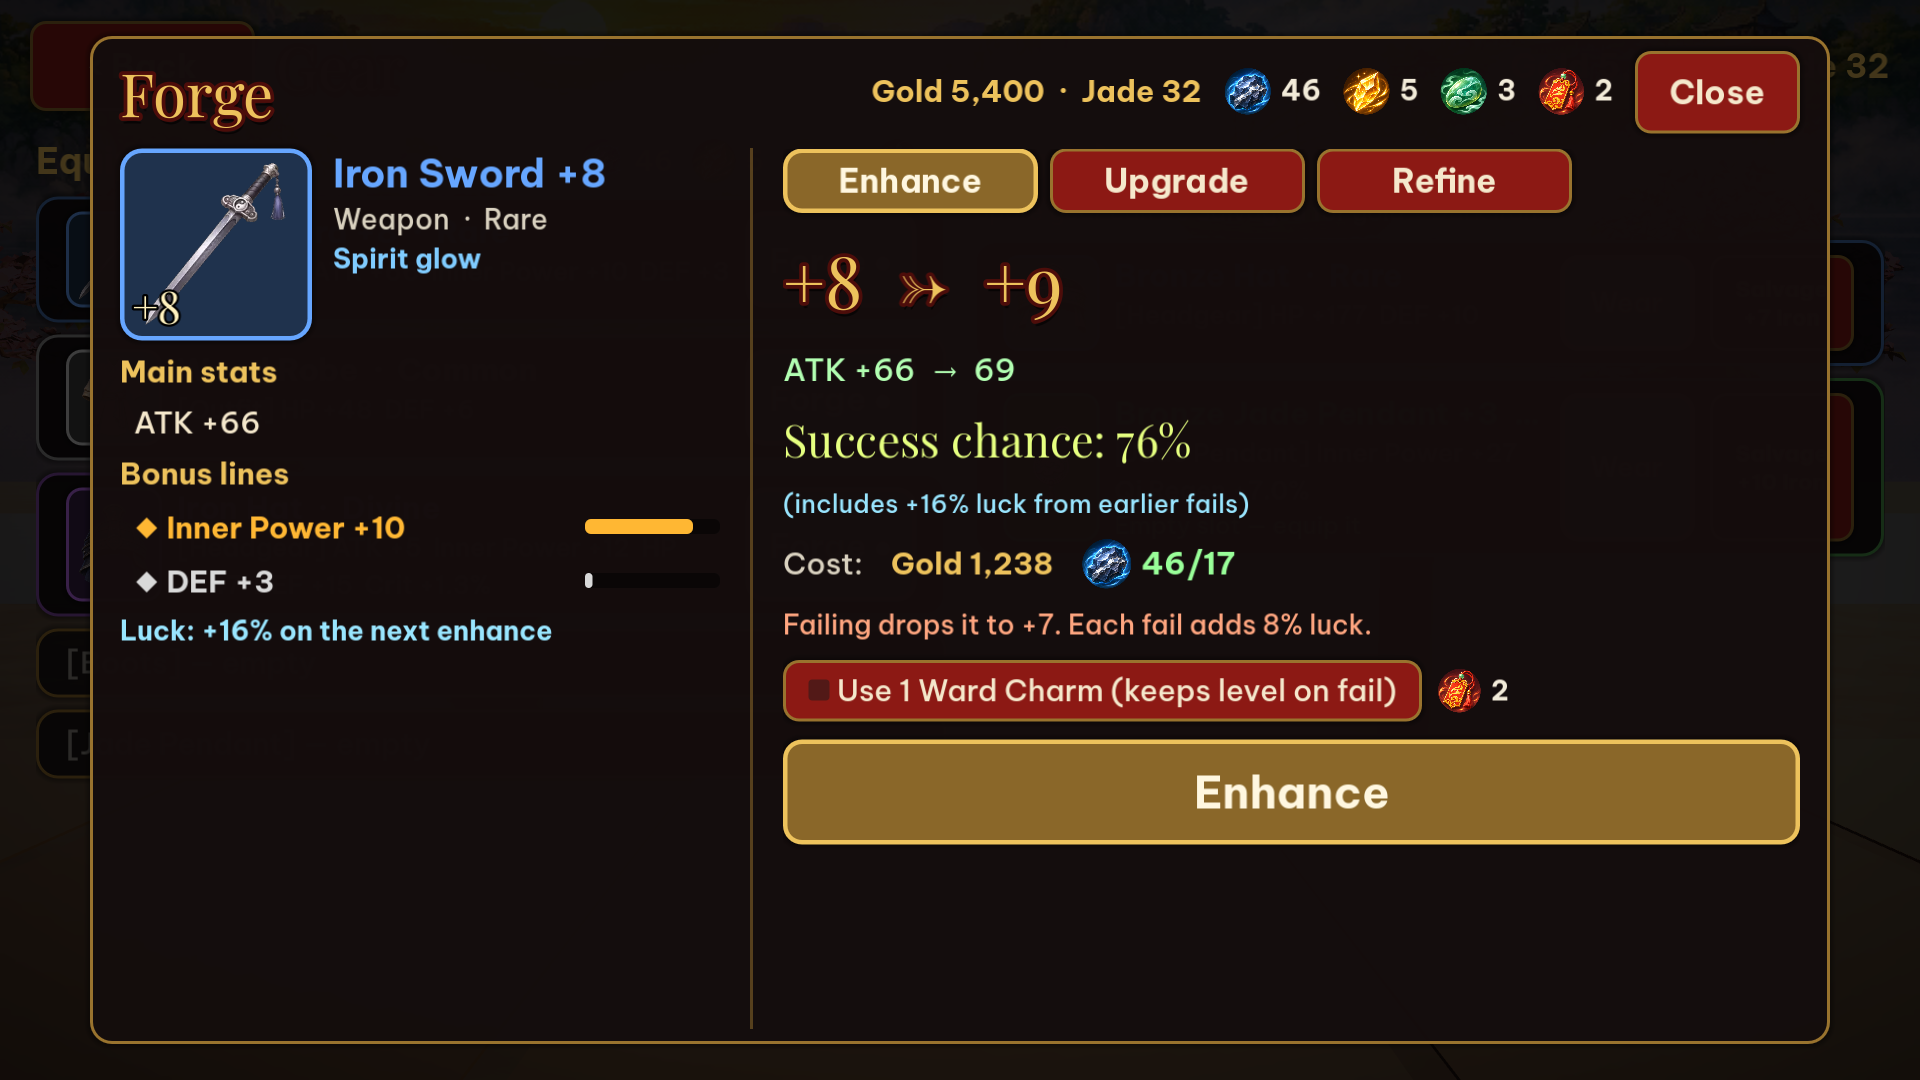 Forge
Gold 5,400 · Jade 32 46 5 3 2
Close
Iron Sword +8
Weapon · Rare
Spirit glow
+8
Main stats
ATK +66
Bonus lines
Inner Power +10
DEF +3
Luck: +16% on the next enhance
Enhance
Upgrade
Refine
+8 +9
ATK +66 → 69
Success chance: 76%
(includes +16% luck from earlier fails)
Cost: Gold 1,238 46/17
Failing drops it to +7. Each fail adds 8% luck.
Use 1 Ward Charm (keeps level on fail) 2
Enhance
32